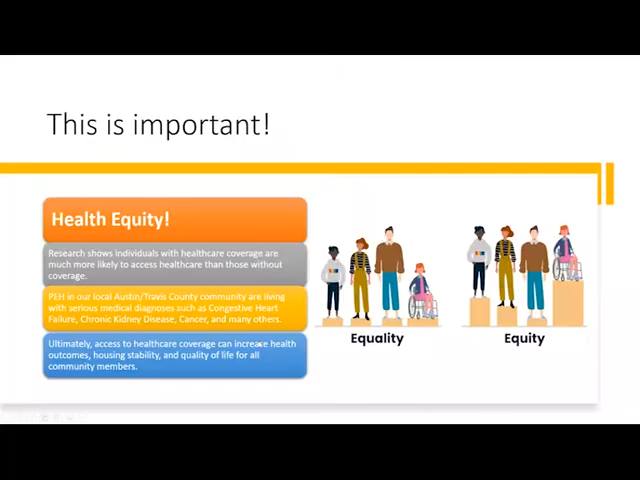 This is important!
Health Equity!
Research shows individuals with healthcare coverage are
much more likely to access healthcare than those without
coverage.
PEH in our local Austin/Travis County community are living
with serious medical diagnoses such as Congestive Heart
Failure, Chronic Kidney Disease, Cancer, and many others.
Ultimately, access to healthcare coverage can increase health
outcomes, housing stability, and quality of life for all
community members.
Equality
Equity